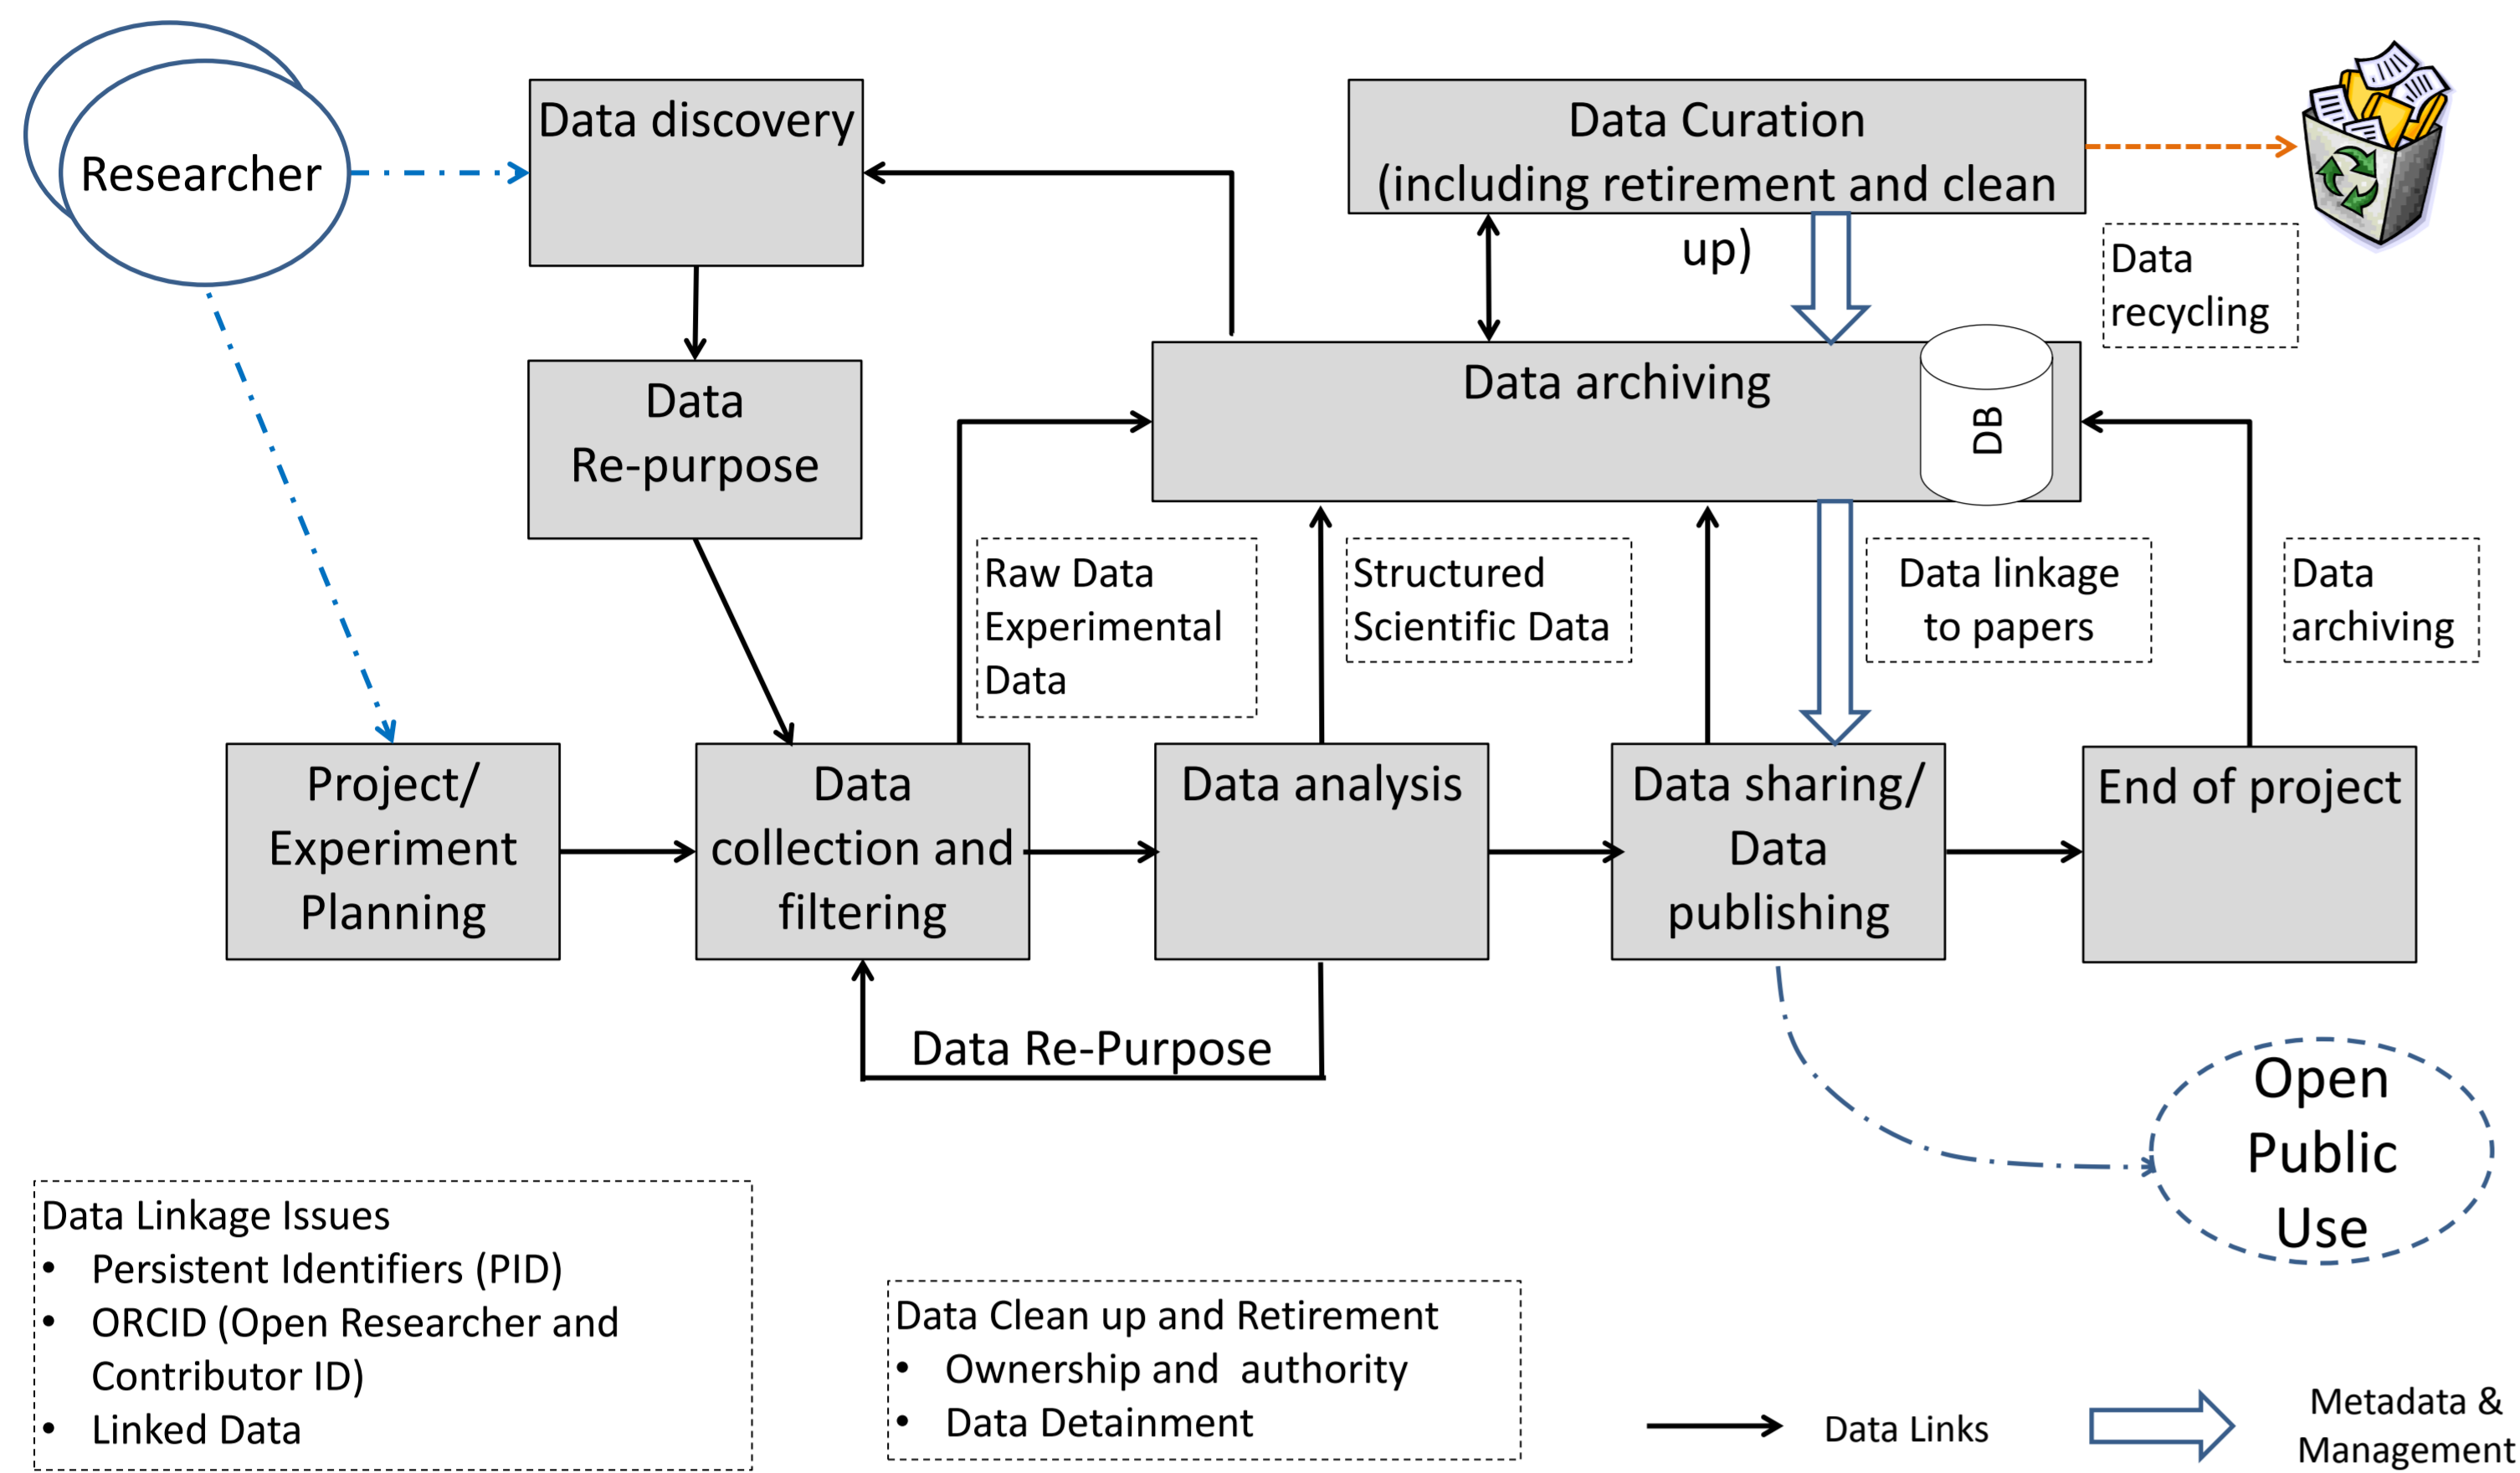 Researcher
Data discovery
Data Curation
(including retirement and clean
up)
Data
recycling
Data
Re-purpose
Data archiving
DB
Raw Data
Experimental
Data
Structured
Scientific Data
Data linkage
to papers
Data
archiving
Project/
Experiment
Planning
Data
collection and
filtering
Data analysis
Data sharing/
Data
publishing
End of project
Data Re-Purpose
Open
Public
Use
Data Linkage Issues
• Persistent Identifiers (PID)
• ORCID (Open Researcher and
Contributor ID)
• Linked Data
Data Clean up and Retirement
• Ownership and authority
• Data Detainment
Data Links
Metadata &
Management